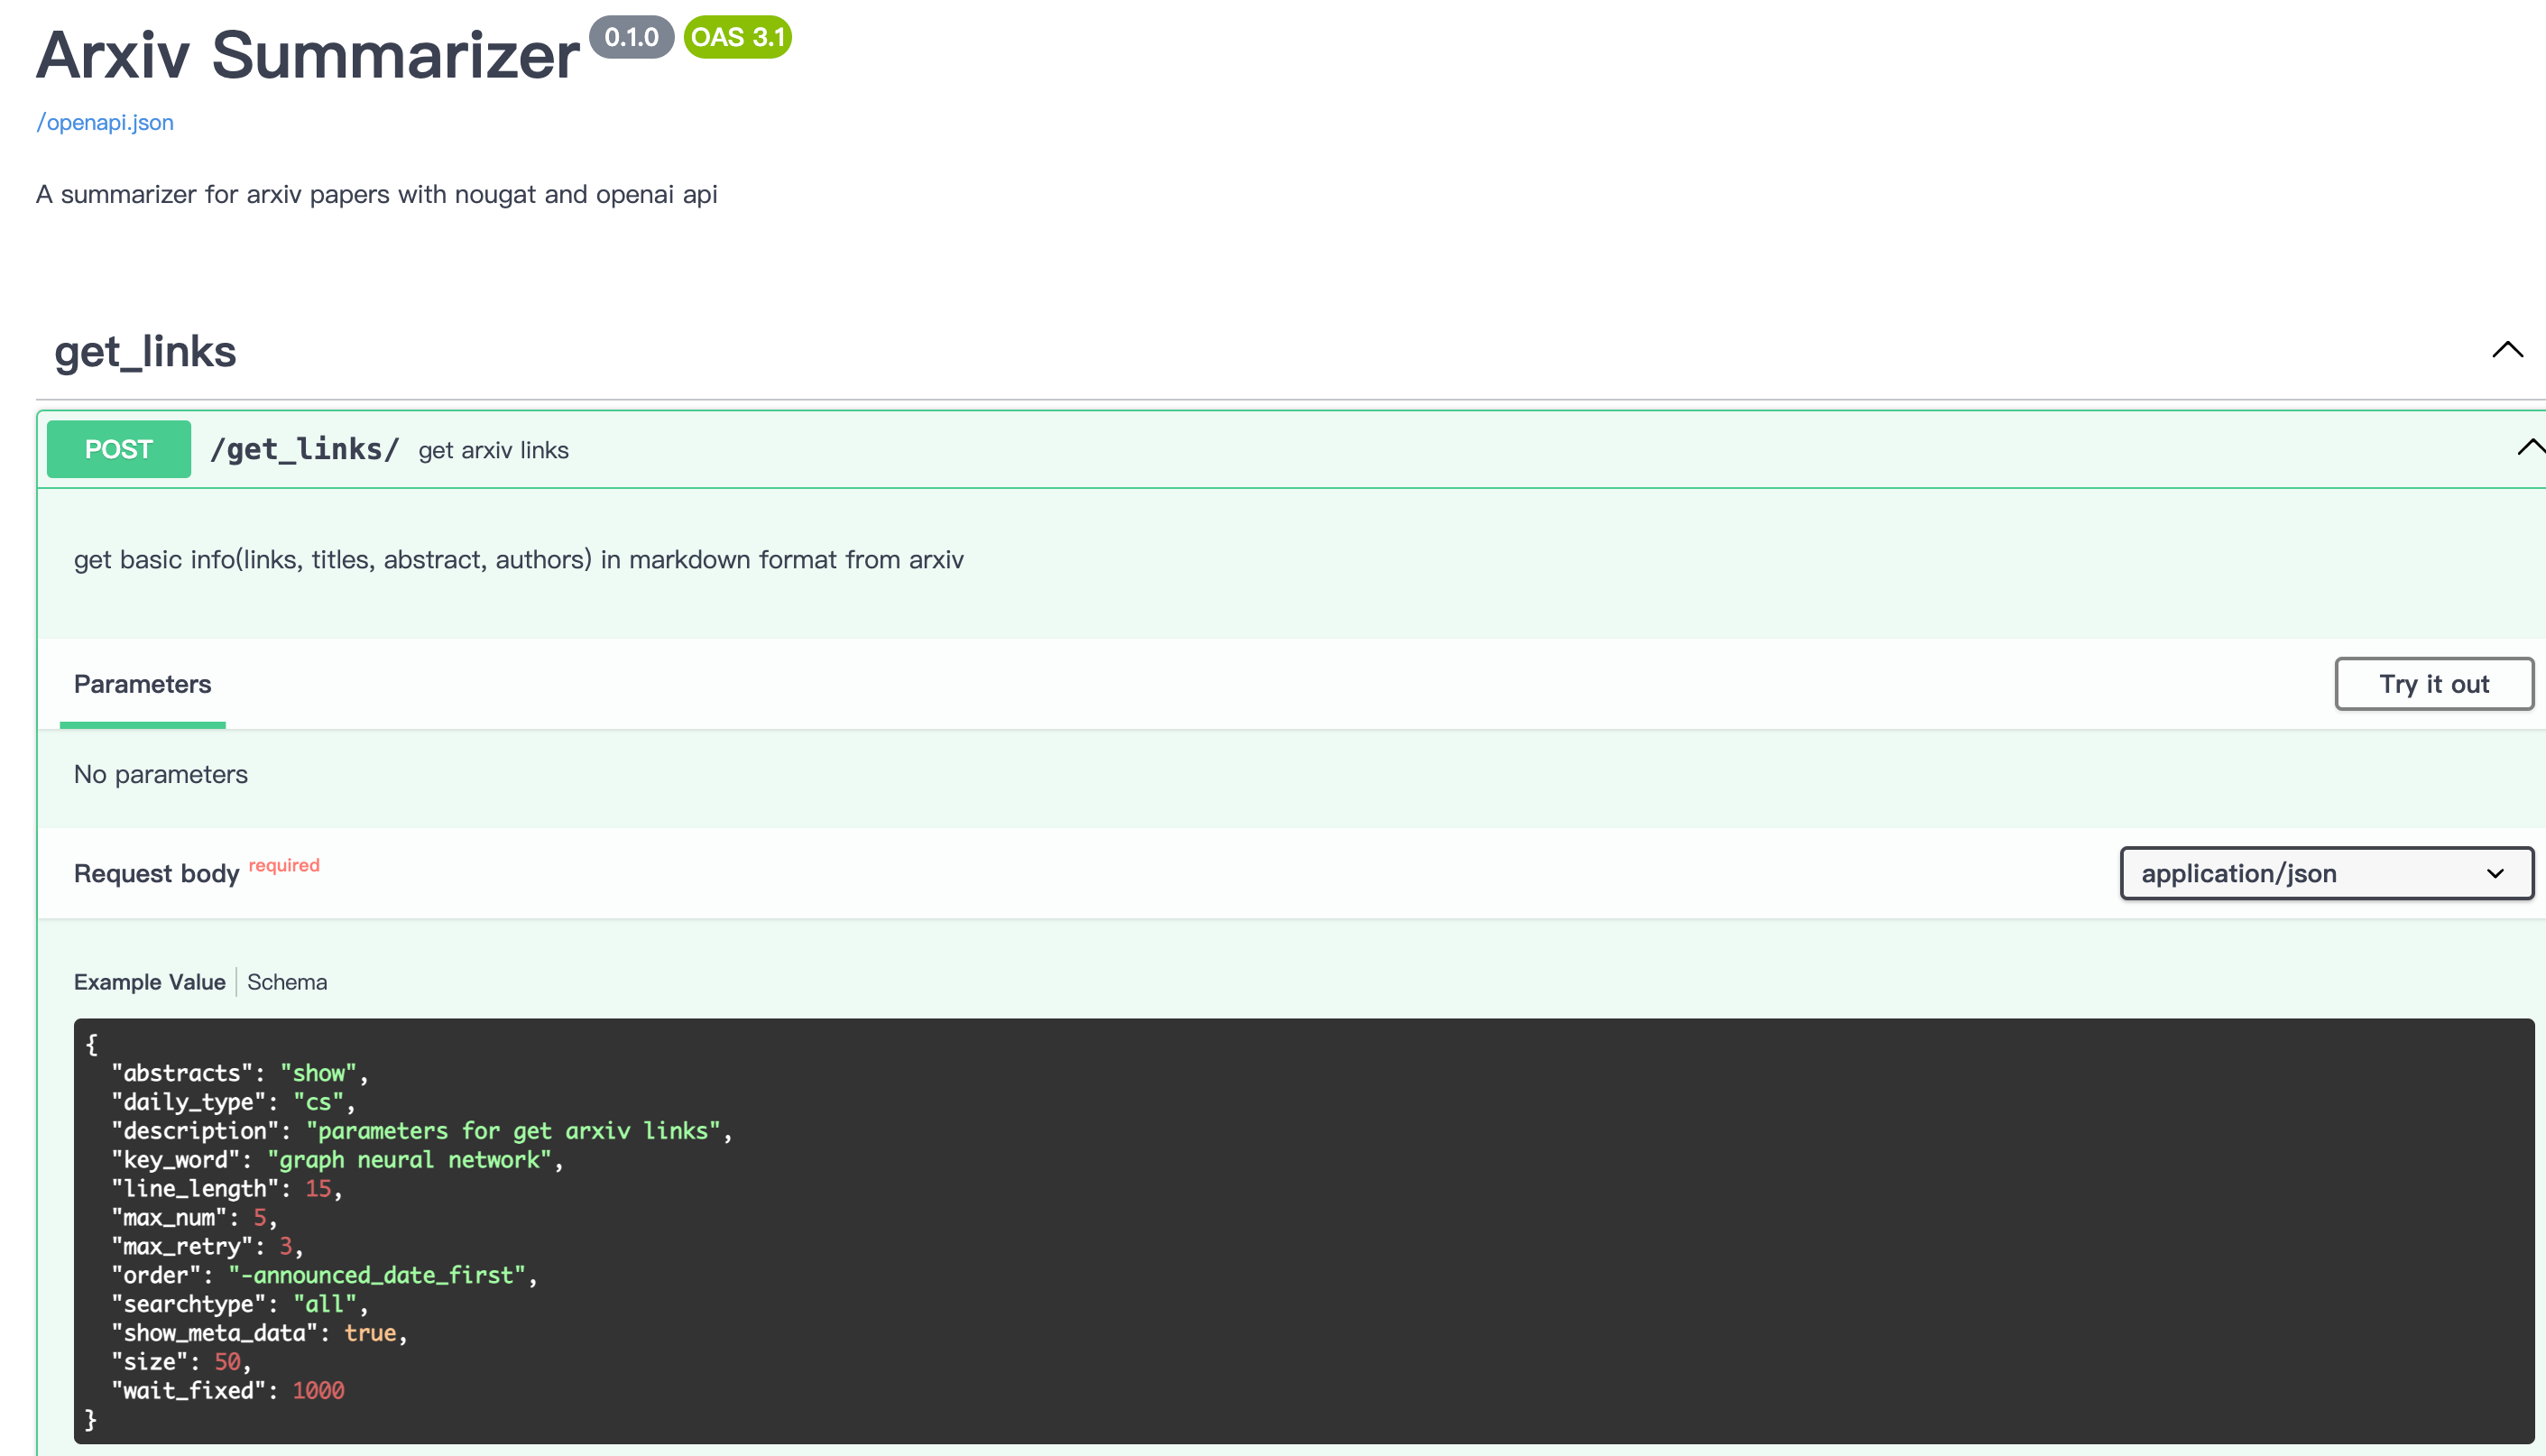 Arxiv Summarizer 0.1.0 OAS 3.1
/openapi.json
A summarizer for arxiv papers with nougat and openai api
get_links
POST /get_links/ get arxiv links
get basic info(links, titles, abstract, authors) in markdown format from arxiv
Parameters Try it out
No parameters
Request body required application/json
Example Value Schema
{
  "abstracts": "show",
  "daily_type": "cs",
  "description": "parameters for get arxiv links",
  "key_word": "graph neural network",
  "line_length": 15,
  "max_num": 5,
  "max_retry": 3,
  "order": "-announced_date_first",
  "searchtype": "all",
  "show_meta_data": true,
  "size": 50,
  "wait_fixed": 1000
}